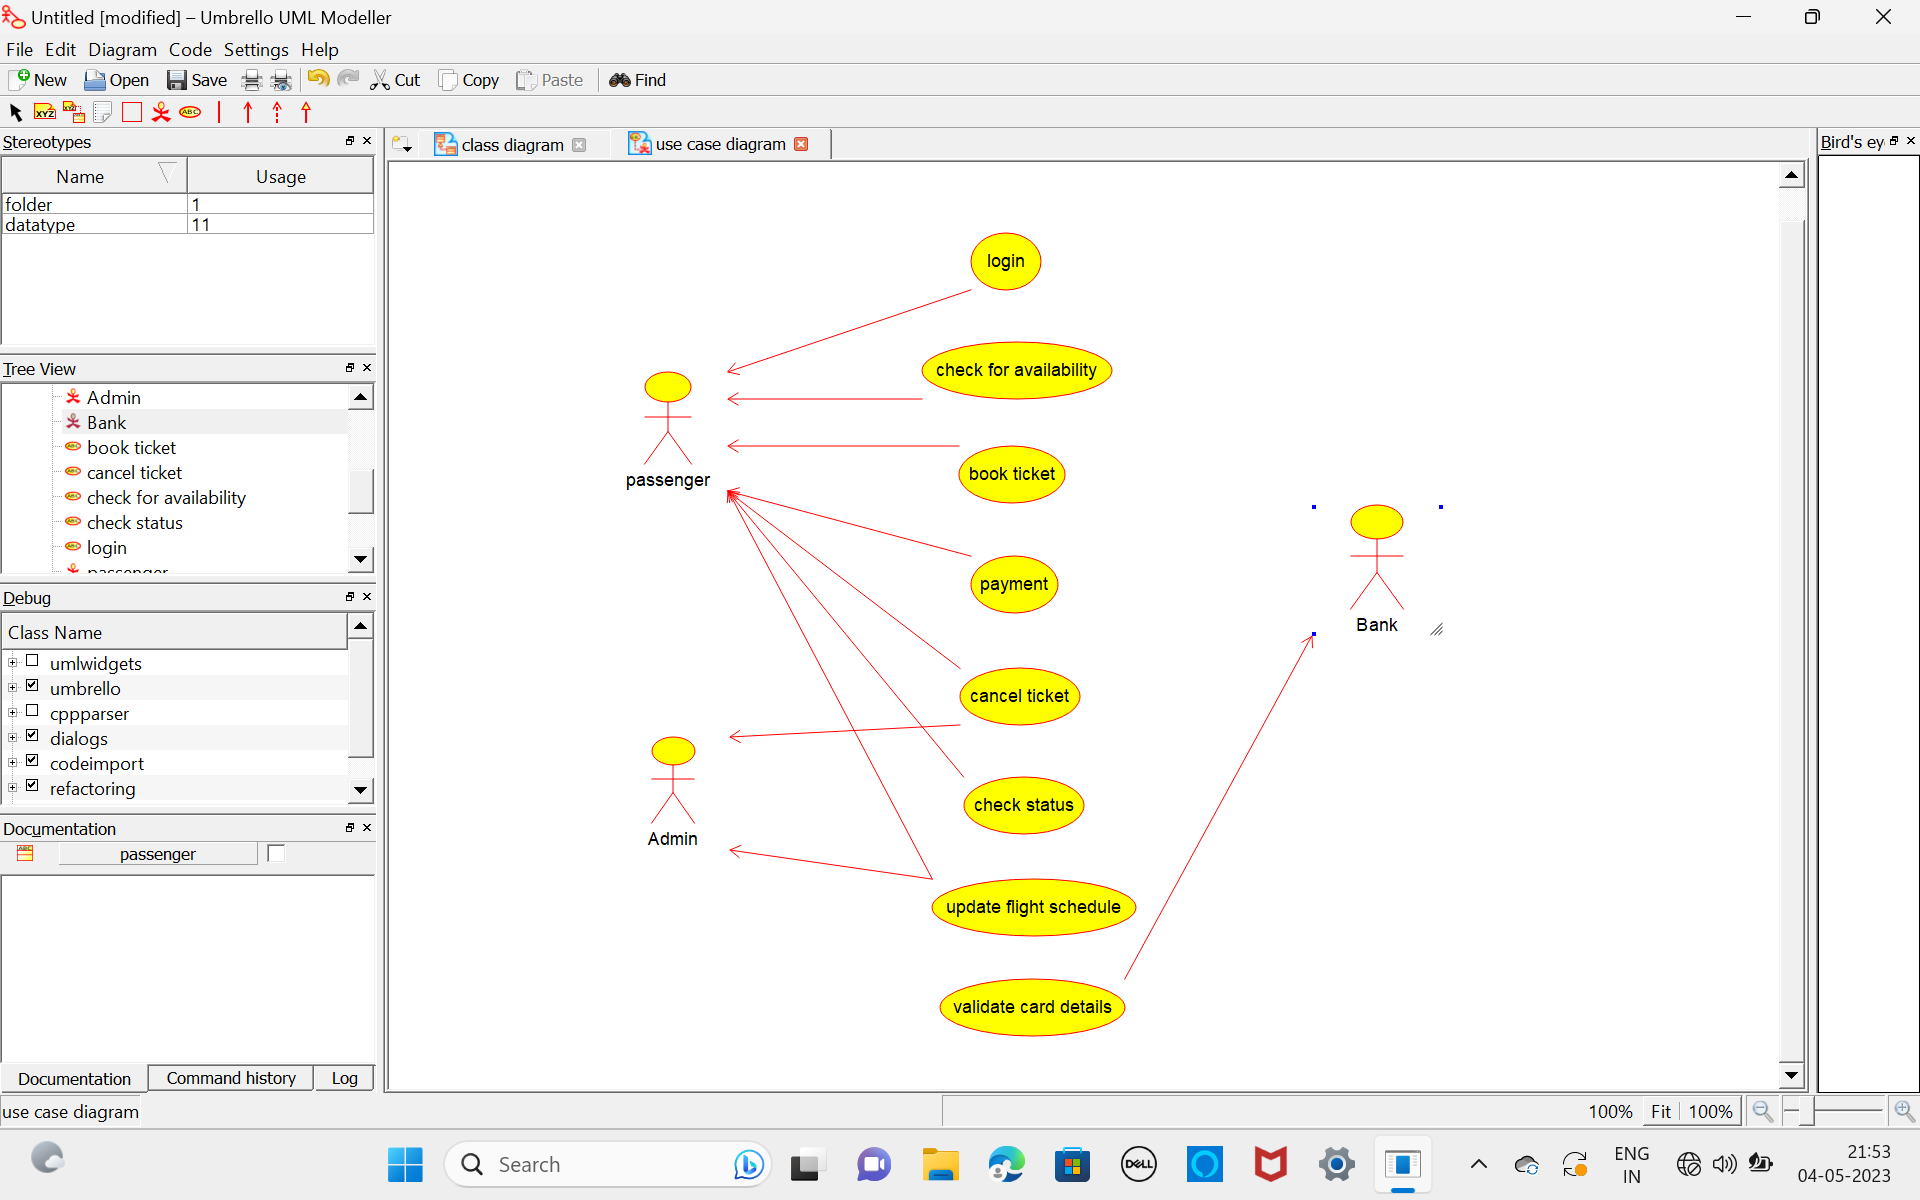 Untitled [modified] – Umbrello UML Modeller
File Edit Diagram Code Settings Help
New Open Save Cut Copy Paste Find
XYZ XYZ ABC
Stereotypes
Name Usage
folder 1
datatype 11
Tree View
Admin
Bank
book ticket
cancel ticket
check for availability
check status
login
passenger
Debug
Class Name
umlwidgets
umbrello
cppparser
dialogs
codeimport
refactoring
Documentation
passenger
Documentation Command history Log
use case diagram
class diagram use case diagram
login
check for availability
passenger
book ticket
payment
Bank
cancel ticket
Admin
check status
update flight schedule
validate card details
Bird's ey
100% Fit 100%
Search
DELL
ENG
IN
21:53
04-05-2023